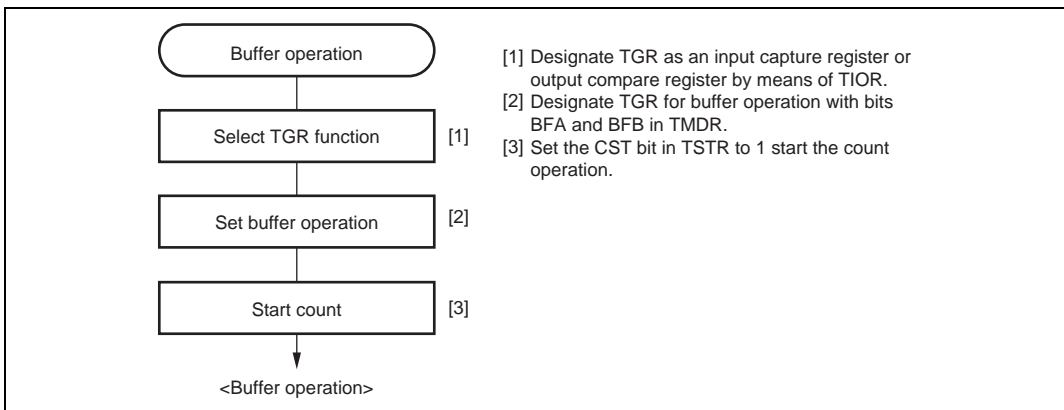 Buffer operation
Select TGR function
[1]
Set buffer operation
[2]
Start count
[3]
<Buffer operation>
[1] Designate TGR as an input capture register or
output compare register by means of TIOR.
[2] Designate TGR for buffer operation with bits
BFA and BFB in TMDR.
[3] Set the CST bit in TSTR to 1 start the count
operation.